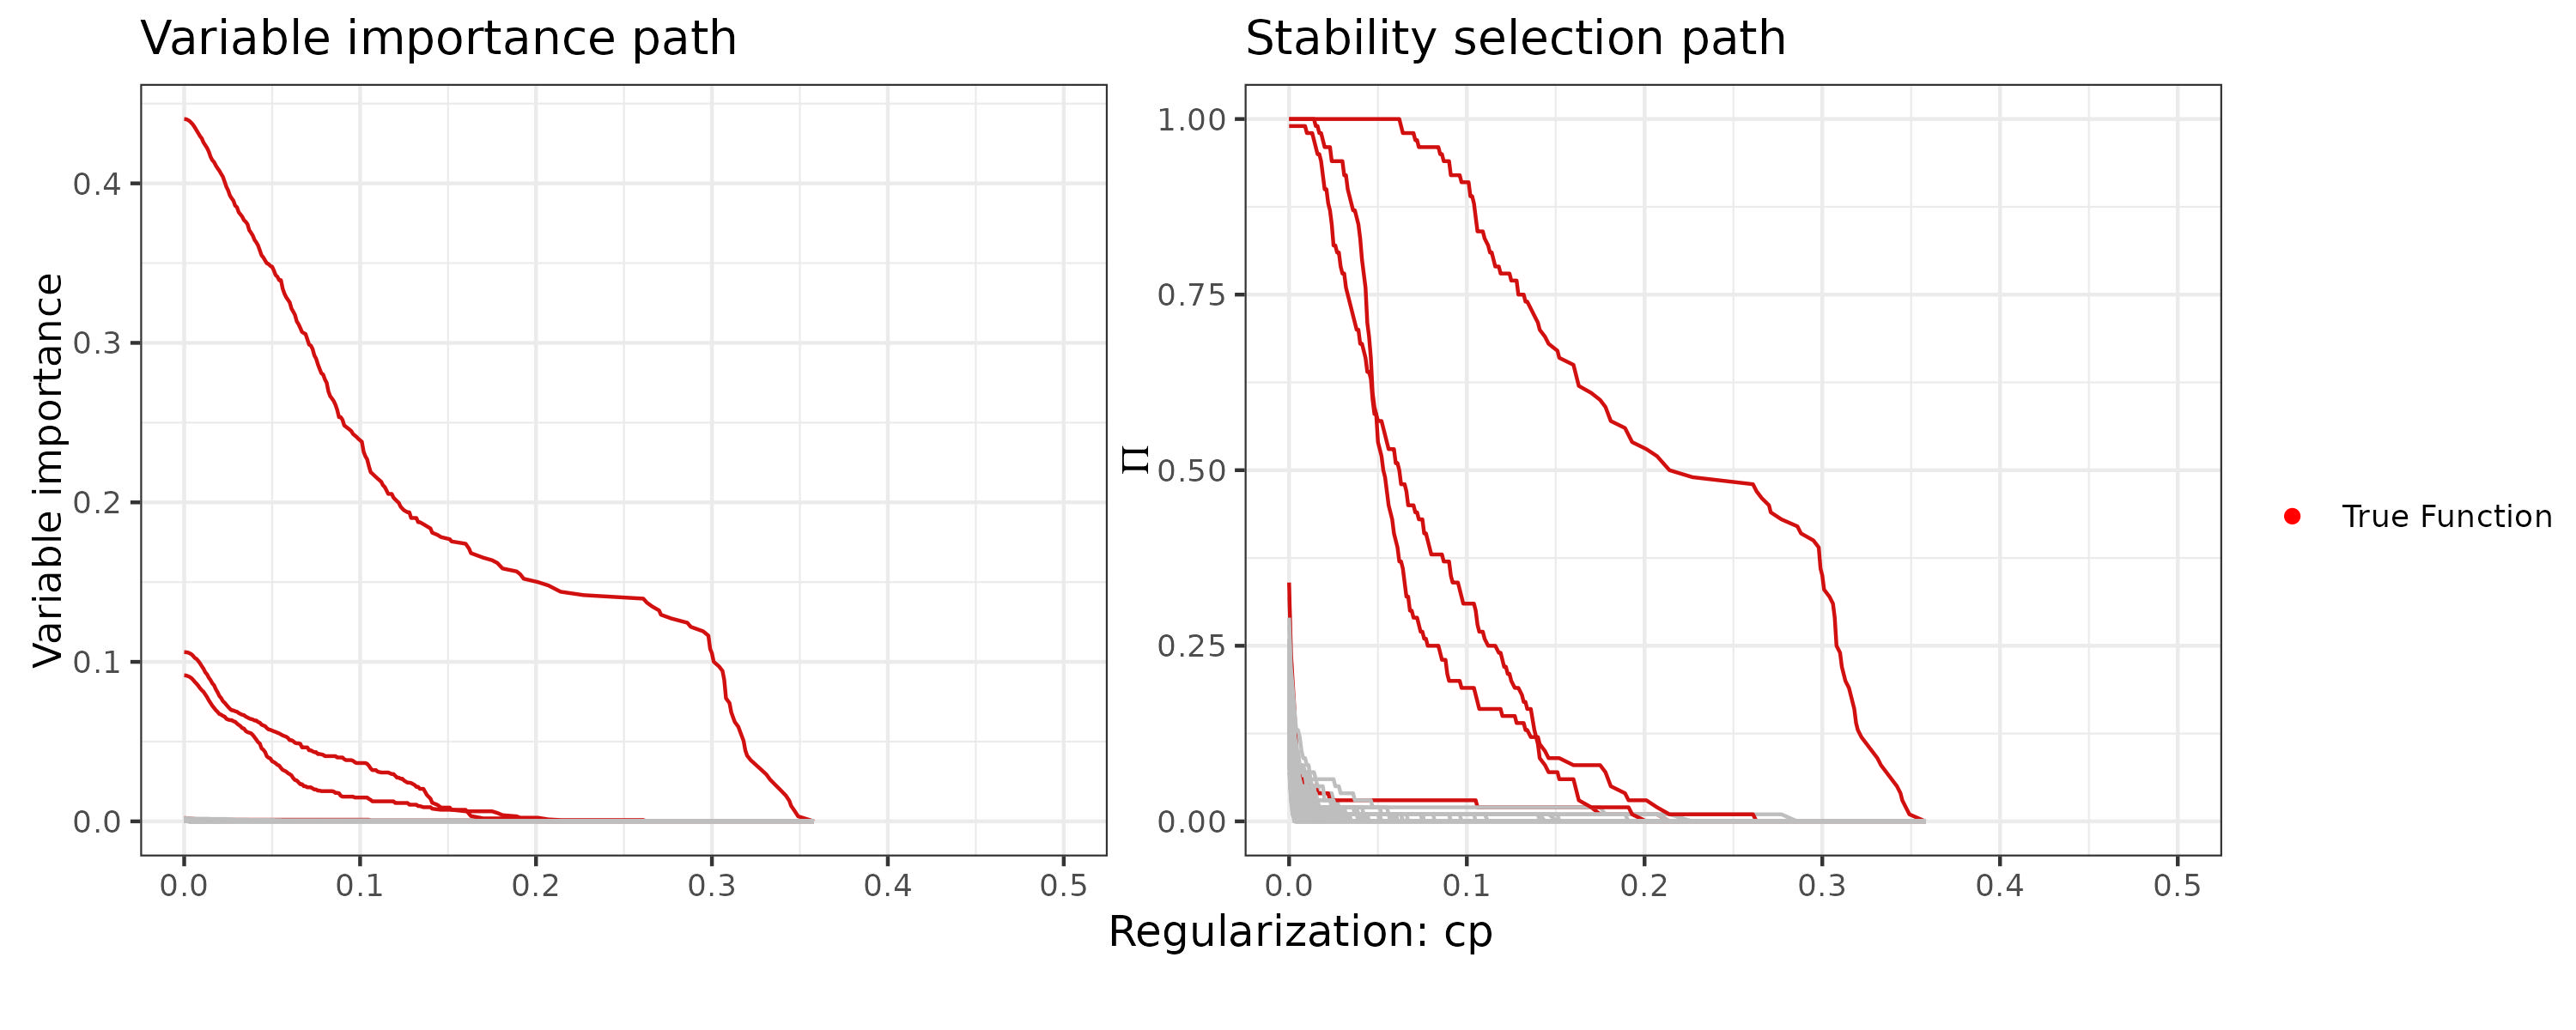 Variable importance path
Variable importance
0.4
0.3
0.2
0.1
0.0
0.0 0.1 0.2 0.3 0.4 0.5
Stability selection path
Π
1.00
0.75
0.50
0.25
0.00
0.0 0.1 0.2 0.3 0.4 0.5
Regularization: cp
True Function